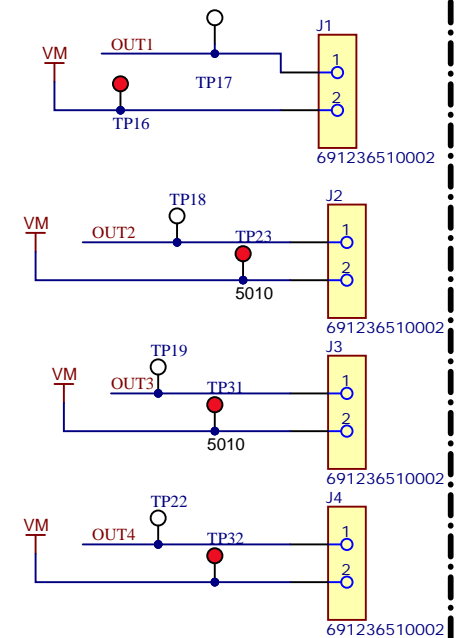 J1
OUT1
VM
1
TP17
2
TP16
691236510002
J2
TP18
VM
OUT2
TP23
1
2
5010
691236510002
J3
TP19
VM
OUT3
TP31
1
2
5010
691236510002
J4
TP22
VM
OUT4
TP32
1
2
691236510002